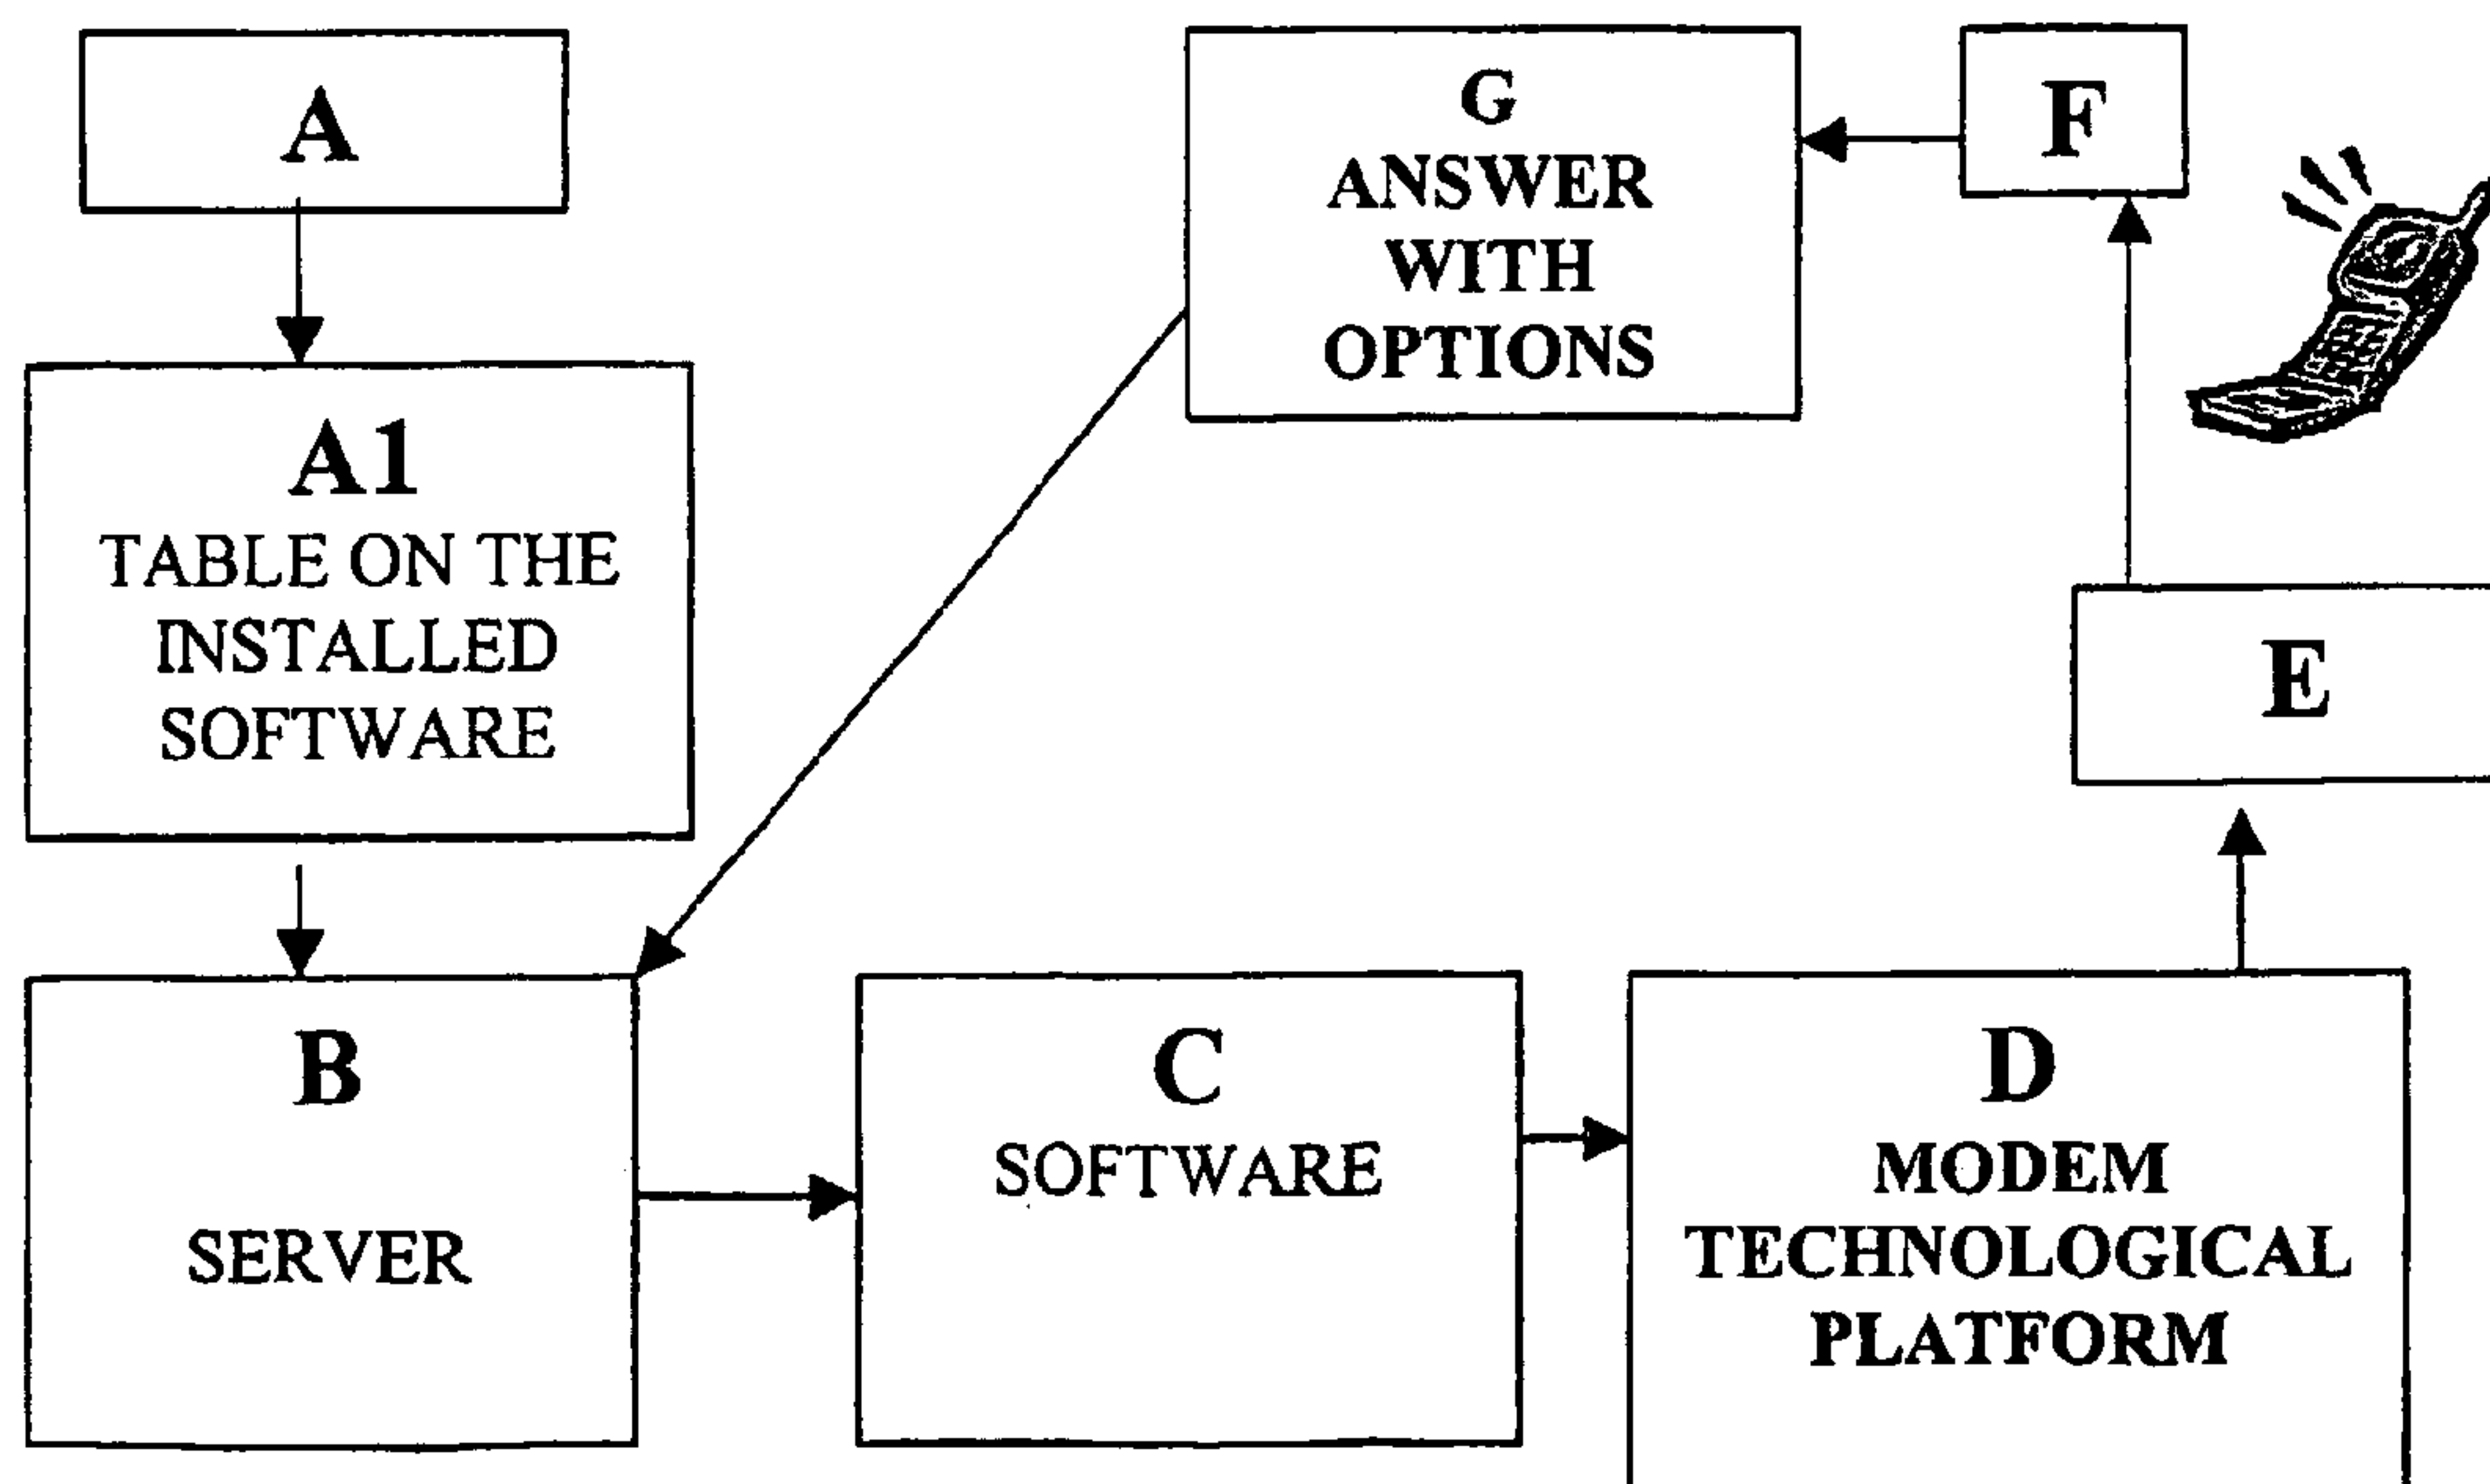 A
A1
TABLE ON THE
INSTALLED
SOFTWARE
B
SERVER
C
SOFTWARE
D
MODEM
TECHNOLOGICAL
PLATFORM
E
F
G
ANSWER
WITH
OPTIONS